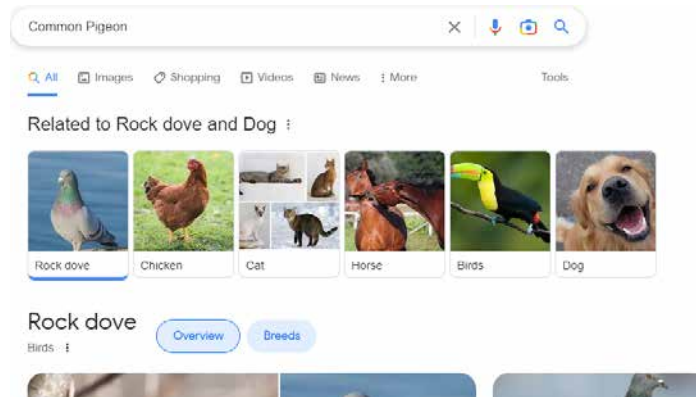 Common Pigeon
All Images Shopping Videos News More Tools
Related to Rock dove and Dog
Rock dove Chicken Cat Horse Birds Dog
Rock dove Overview Breeds
Birds